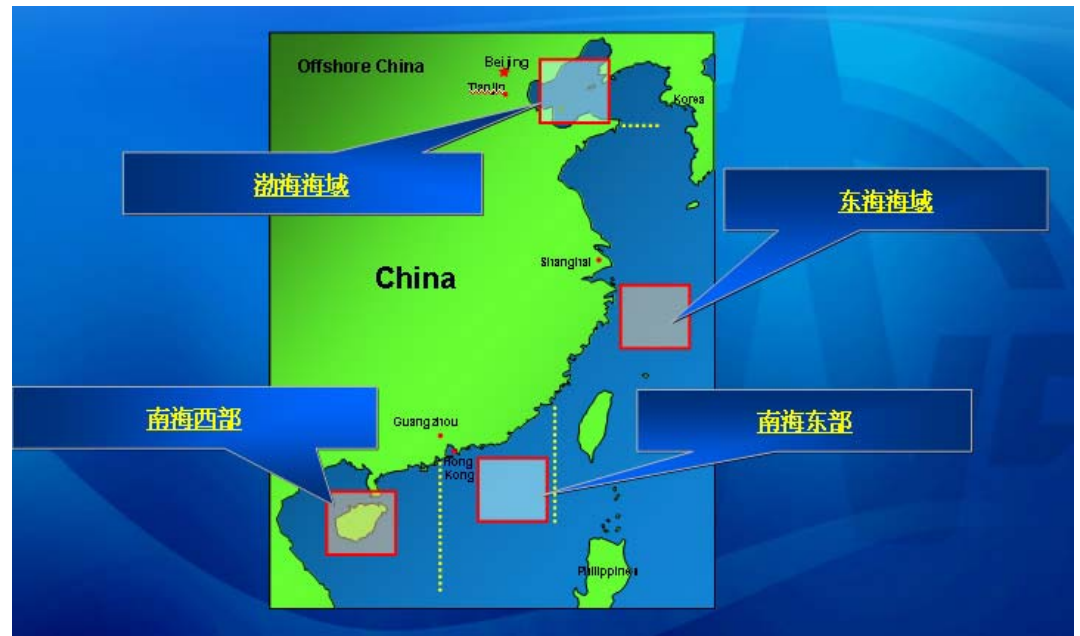 Offshore China
Beijing
Tianjin
Korea
渤海海域
东海海域
Shanghai
China
南海西部
Guangzhou
南海东部
Hong
Kong
Philippines